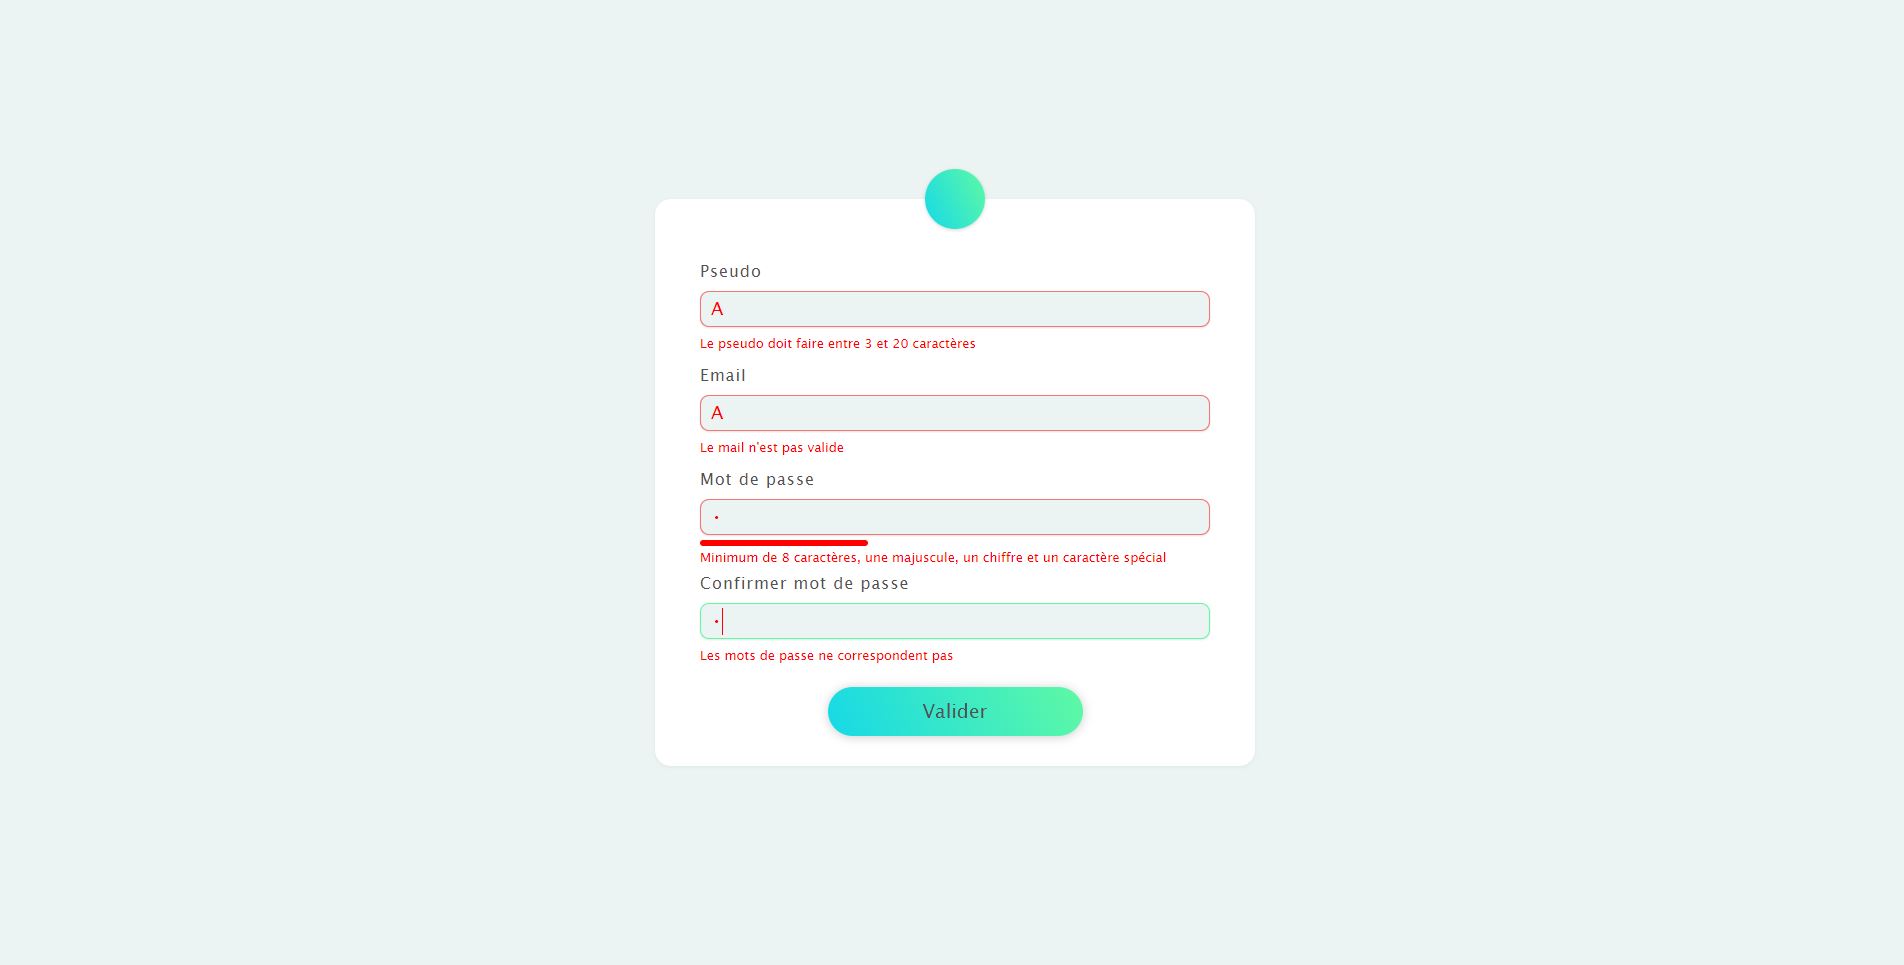 Pseudo
A
Le pseudo doit faire entre 3 et 20 caractères
Email
A
Le mail n'est pas valide
Mot de passe
•
Minimum de 8 caractères, une majuscule, un chiffre et un caractère spécial
Confirmer mot de passe
•
Les mots de passe ne correspondent pas
Valider